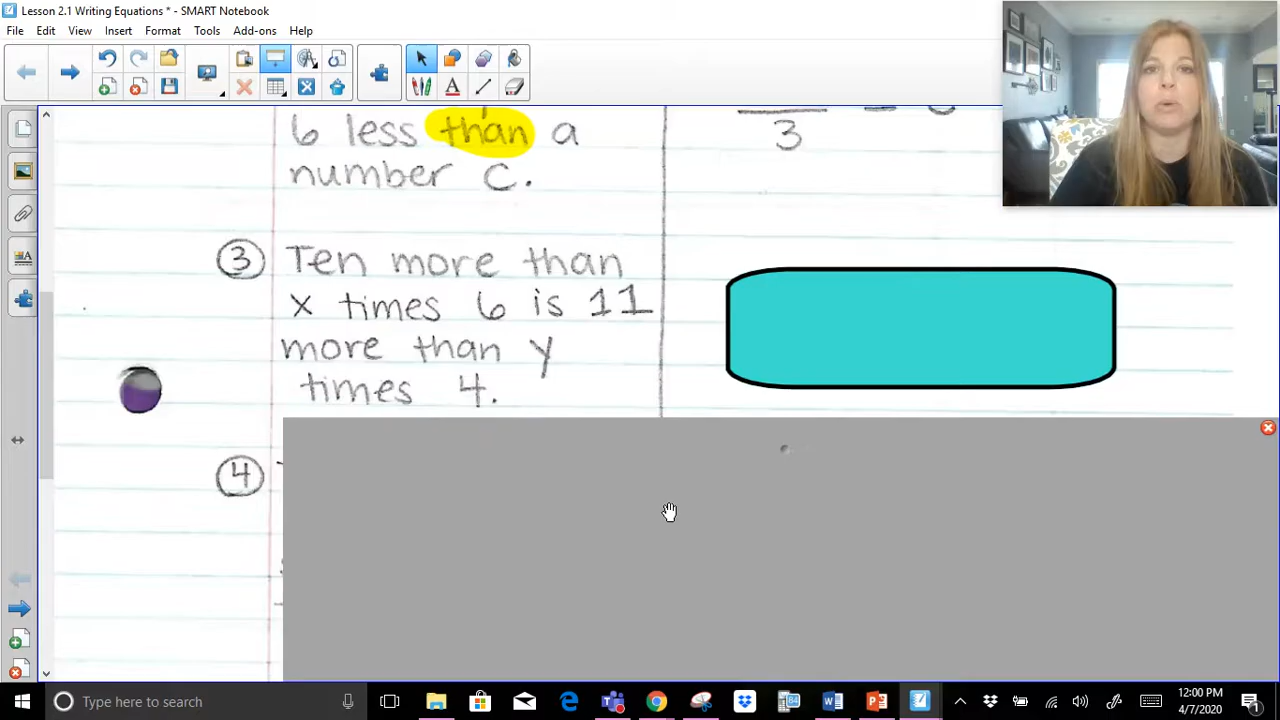 Lesson 2.1 Writing Equations * - SMART Notebook
File Edit View Insert Format Tools Add-ons Help
6 less than a
number c.
3
③ Ten more than
x times 6 is 11
more than y
times 4.
④
Type here to search
12:00 PM
4/7/2020